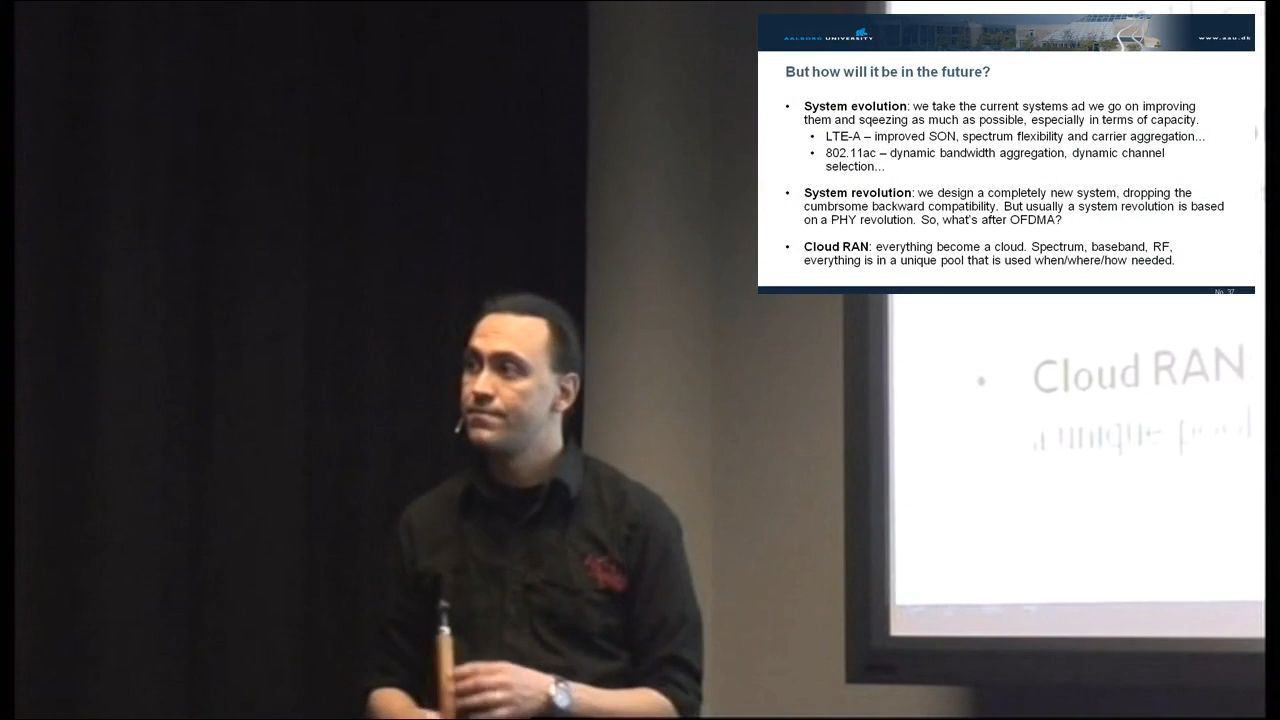 AALBORG UNIVERSITY
www.aau.dk
But how will it be in the future?
• System evolution: we take the current systems ad we go on improving
them and sqeezing as much as possible, especially in terms of capacity.
• LTE-A – improved SON, spectrum flexibility and carrier aggregation...
• 802.11ac – dynamic bandwidth aggregation, dynamic channel
selection...
• System revolution: we design a completely new system, dropping the
cumbrsome backward compatibility. But usually a system revolution is based
on a PHY revolution. So, what's after OFDMA?
• Cloud RAN: everything become a cloud. Spectrum, baseband, RF,
everything is in a unique pool that is used when/where/how needed.
No. 37
• Cloud RAN:
a unique pool